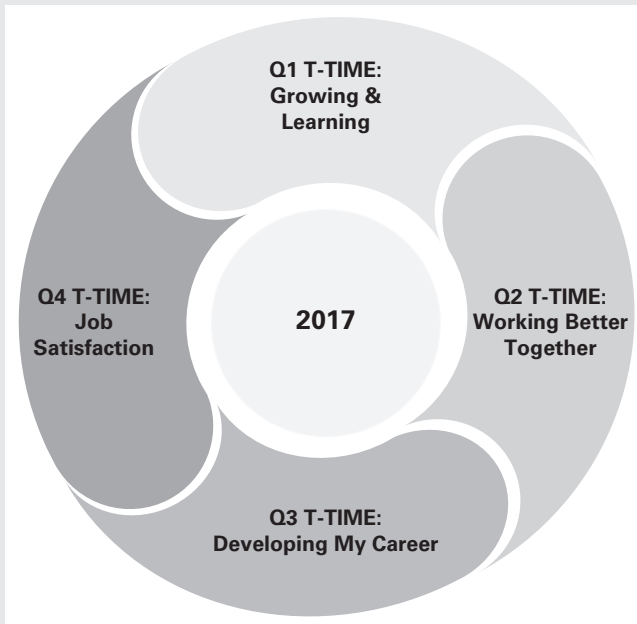 Q1 T-TIME:
Growing &
Learning
Q2 T-TIME:
Working Better
Together
Q3 T-TIME:
Developing My Career
Q4 T-TIME:
Job
Satisfaction
2017